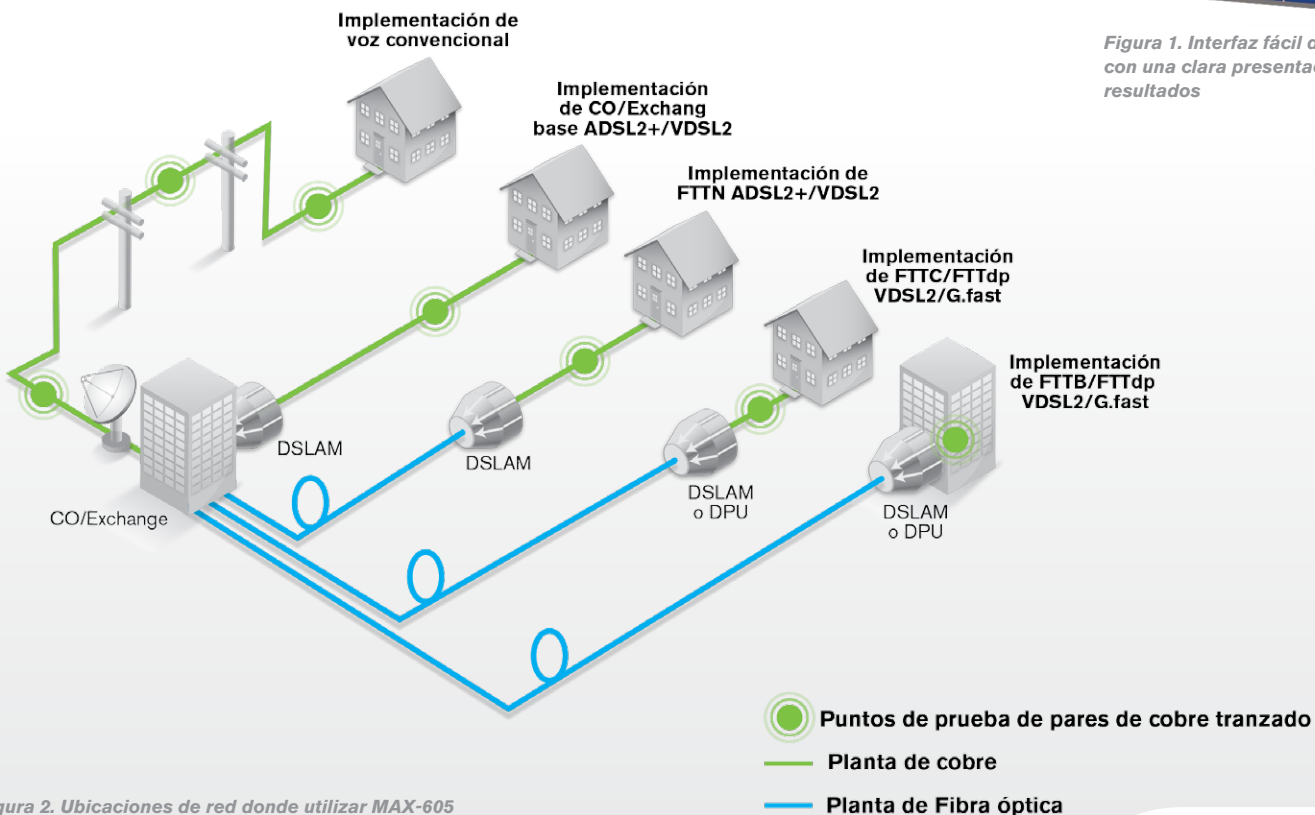 Implementación de
voz convencional
Figura 1. Interfaz fácil d
con una clara presentac
resultados
Implementación
de CO/Exchang
base ADSL2+/VDSL2
Implementación de
FTTN ADSL2+/VDSL2
Implementación
de FTTC/FTTdp
VDSL2/G.fast
Implementación
de FTTB/FTTdp
VDSL2/G.fast
DSLAM
DSLAM
DSLAM
o DPU
DSLAM
o DPU
CO/Exchange
Puntos de prueba de pares de cobre tranzado
Planta de cobre
Planta de Fibra óptica
gura 2. Ubicaciones de red donde utilizar MAX-605